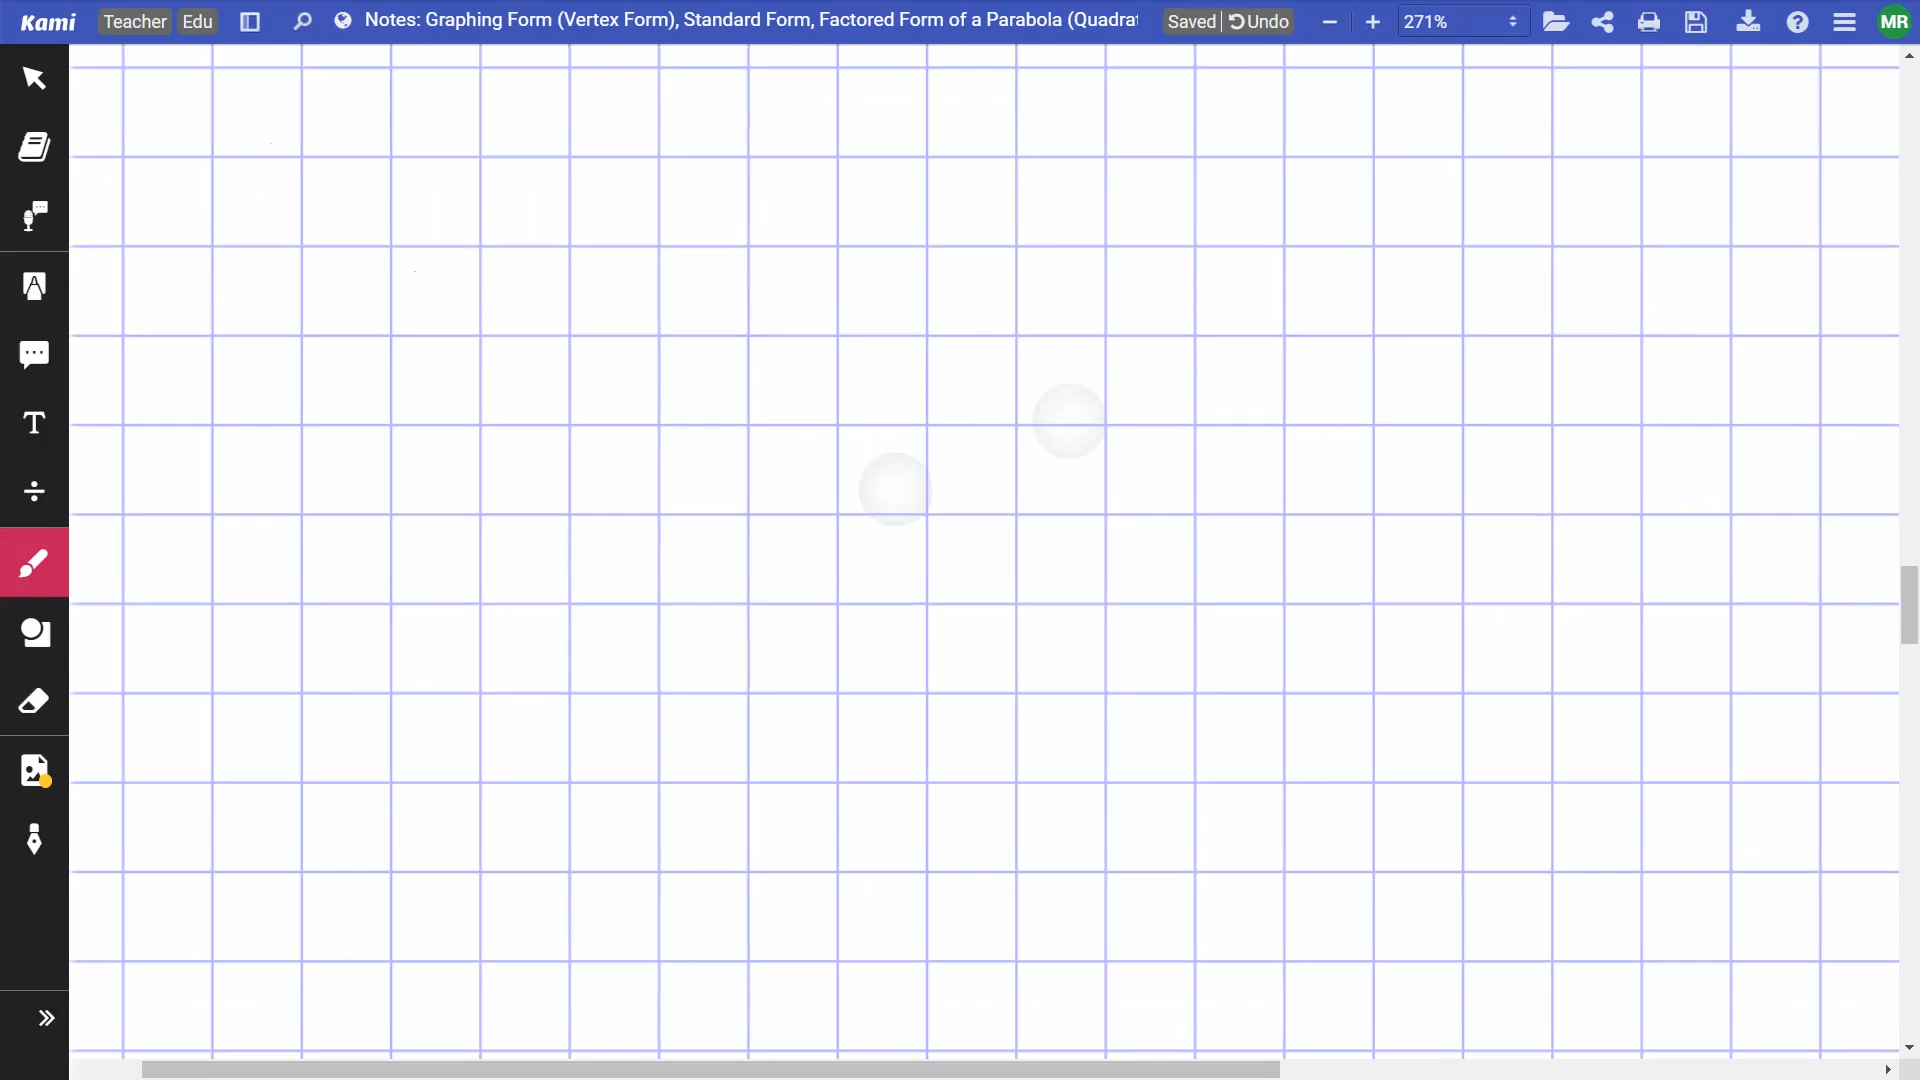 Kami Teacher Edu Notes: Graphing Form (Vertex Form), Standard Form, Factored Form of a Parabola (Quadrat Saved Undo 271% MR